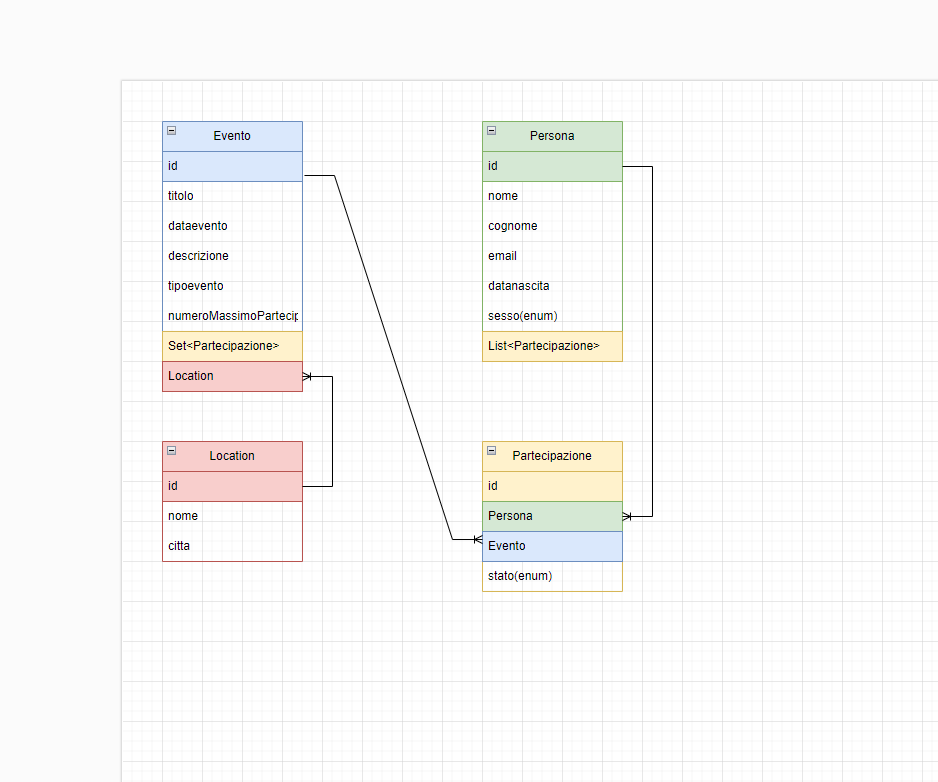 Evento
id
titolo
dataevento
descrizione
tipoevento
numeroMassimoPartecip
Set<Partecipazione>
Location
Persona
id
nome
cognome
email
datanascita
sesso(enum)
List<Partecipazione>
Location
id
nome
citta
Partecipazione
id
Persona
Evento
stato(enum)